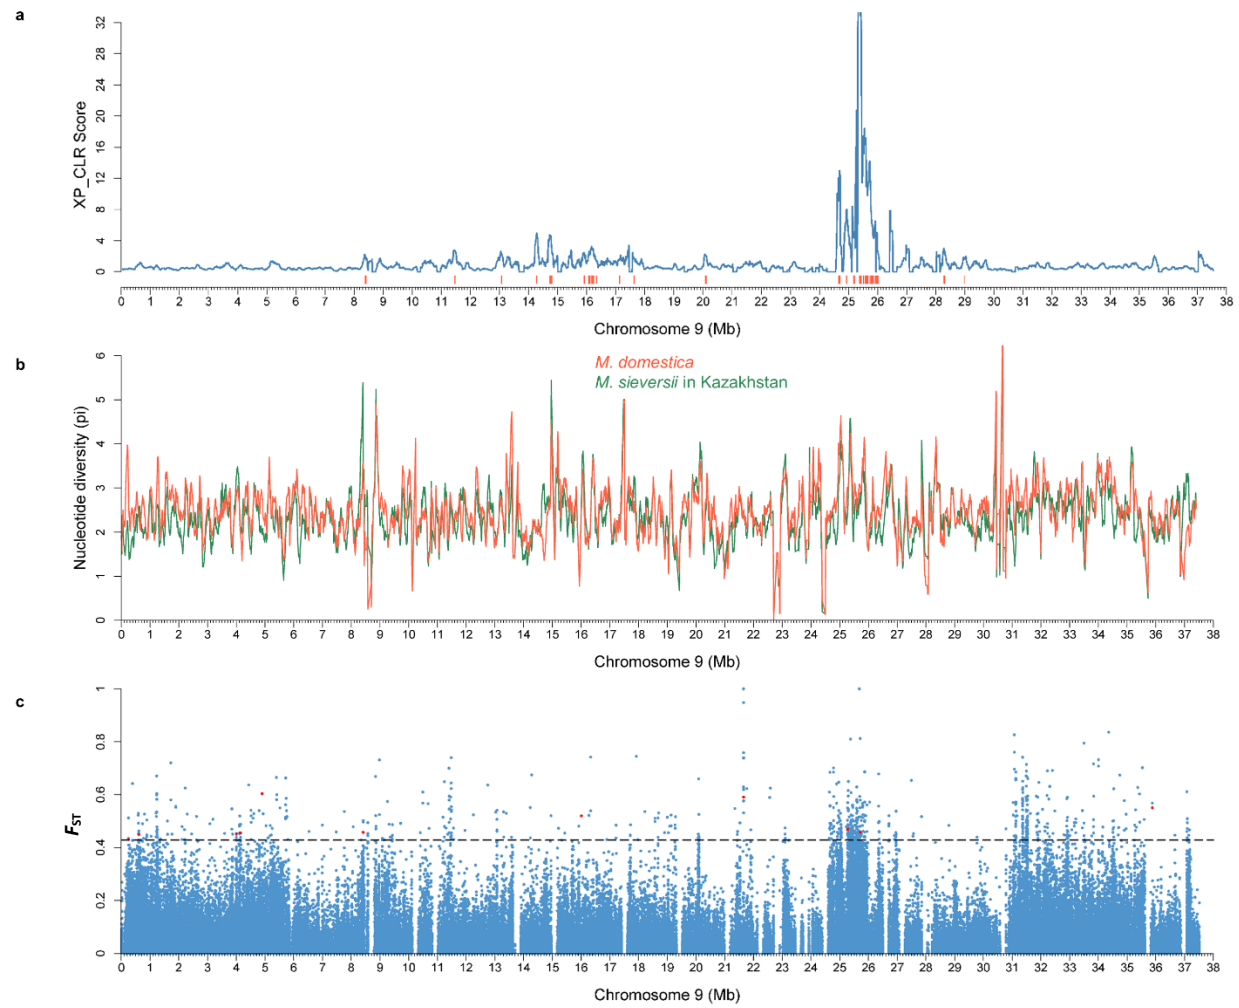 a
32
28
24
20
16
12
8
4
0
XP_CLR Score
0 1 2 3 4 5 6 7 8 9 10 11 12 13 14 15 16 17 18 19 20 21 22 23 24 25 26 27 28 29 30 31 32 33 34 35 36 37 38
Chromosome 9 (Mb)
b
M. domestica
M. sieversii in Kazakhstan
6
5
4
3
2
1
0
Nucleotide diversity (pi)
0 1 2 3 4 5 6 7 8 9 10 11 12 13 14 15 16 17 18 19 20 21 22 23 24 25 26 27 28 29 30 31 32 33 34 35 36 37 38
Chromosome 9 (Mb)
c
1
0.8
0.6
0.4
0.2
0
FST
0 1 2 3 4 5 6 7 8 9 10 11 12 13 14 15 16 17 18 19 20 21 22 23 24 25 26 27 28 29 30 31 32 33 34 35 36 37 38
Chromosome 9 (Mb)